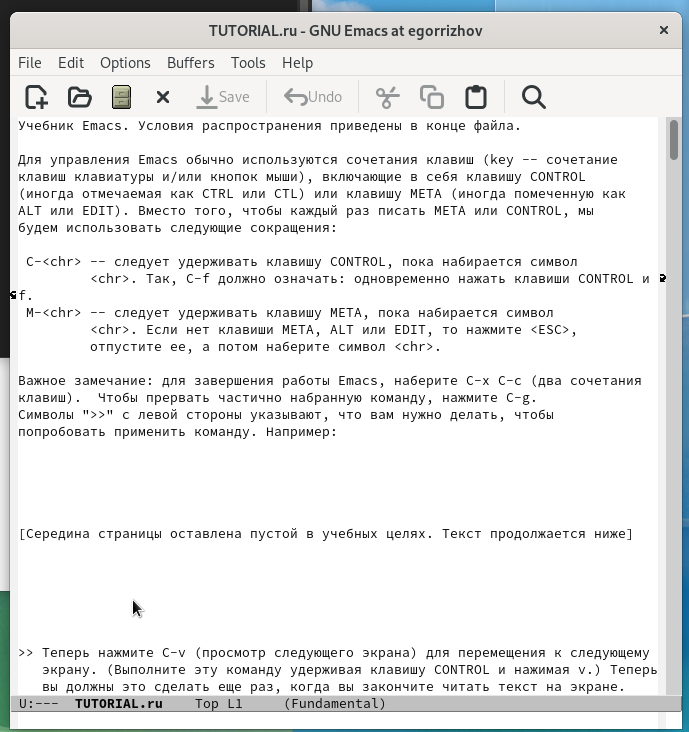 TUTORIAL.ru - GNU Emacs at egorrizhov
File Edit Options Buffers Tools Help
Save Undo
Учебник Emacs. Условия распространения приведены в конце файла.
Для управления Emacs обычно используются сочетания клавиш (key -- сочетание
клавиш клавиатуры и/или кнопок мыши), включающие в себя клавишу CONTROL
(иногда отмечаемая как CTRL или CTL) или клавишу META (иногда помеченную как
ALT или EDIT). Вместо того, чтобы каждый раз писать META или CONTROL, мы
будем использовать следующие сокращения:
C-<chr> -- следует удерживать клавишу CONTROL, пока набирается символ
<chr>. Так, C-f должно означать: одновременно нажать клавиши CONTROL и
f.
M-<chr> -- следует удерживать клавишу META, пока набирается символ
<chr>. Если нет клавиши META, ALT или EDIT, то нажмите <ESC>,
отпустите ее, а потом наберите символ <chr>.
Важное замечание: для завершения работы Emacs, наберите C-x C-c (два сочетания
клавиш).  Чтобы прервать частично набранную команду, нажмите C-g.
Символы ">>" с левой стороны указывают, что вам нужно делать, чтобы
попробовать применить команду. Например:
[Середина страницы оставлена пустой в учебных целях. Текст продолжается ниже]
>> Теперь нажмите C-v (просмотр следующего экрана) для перемещения к следующему
экрану. (Выполните эту команду удерживая клавишу CONTROL и нажимая v.) Теперь
вы должны это сделать еще раз, когда вы закончите читать текст на экране.
U:---  TUTORIAL.ru    Top L1     (Fundamental)